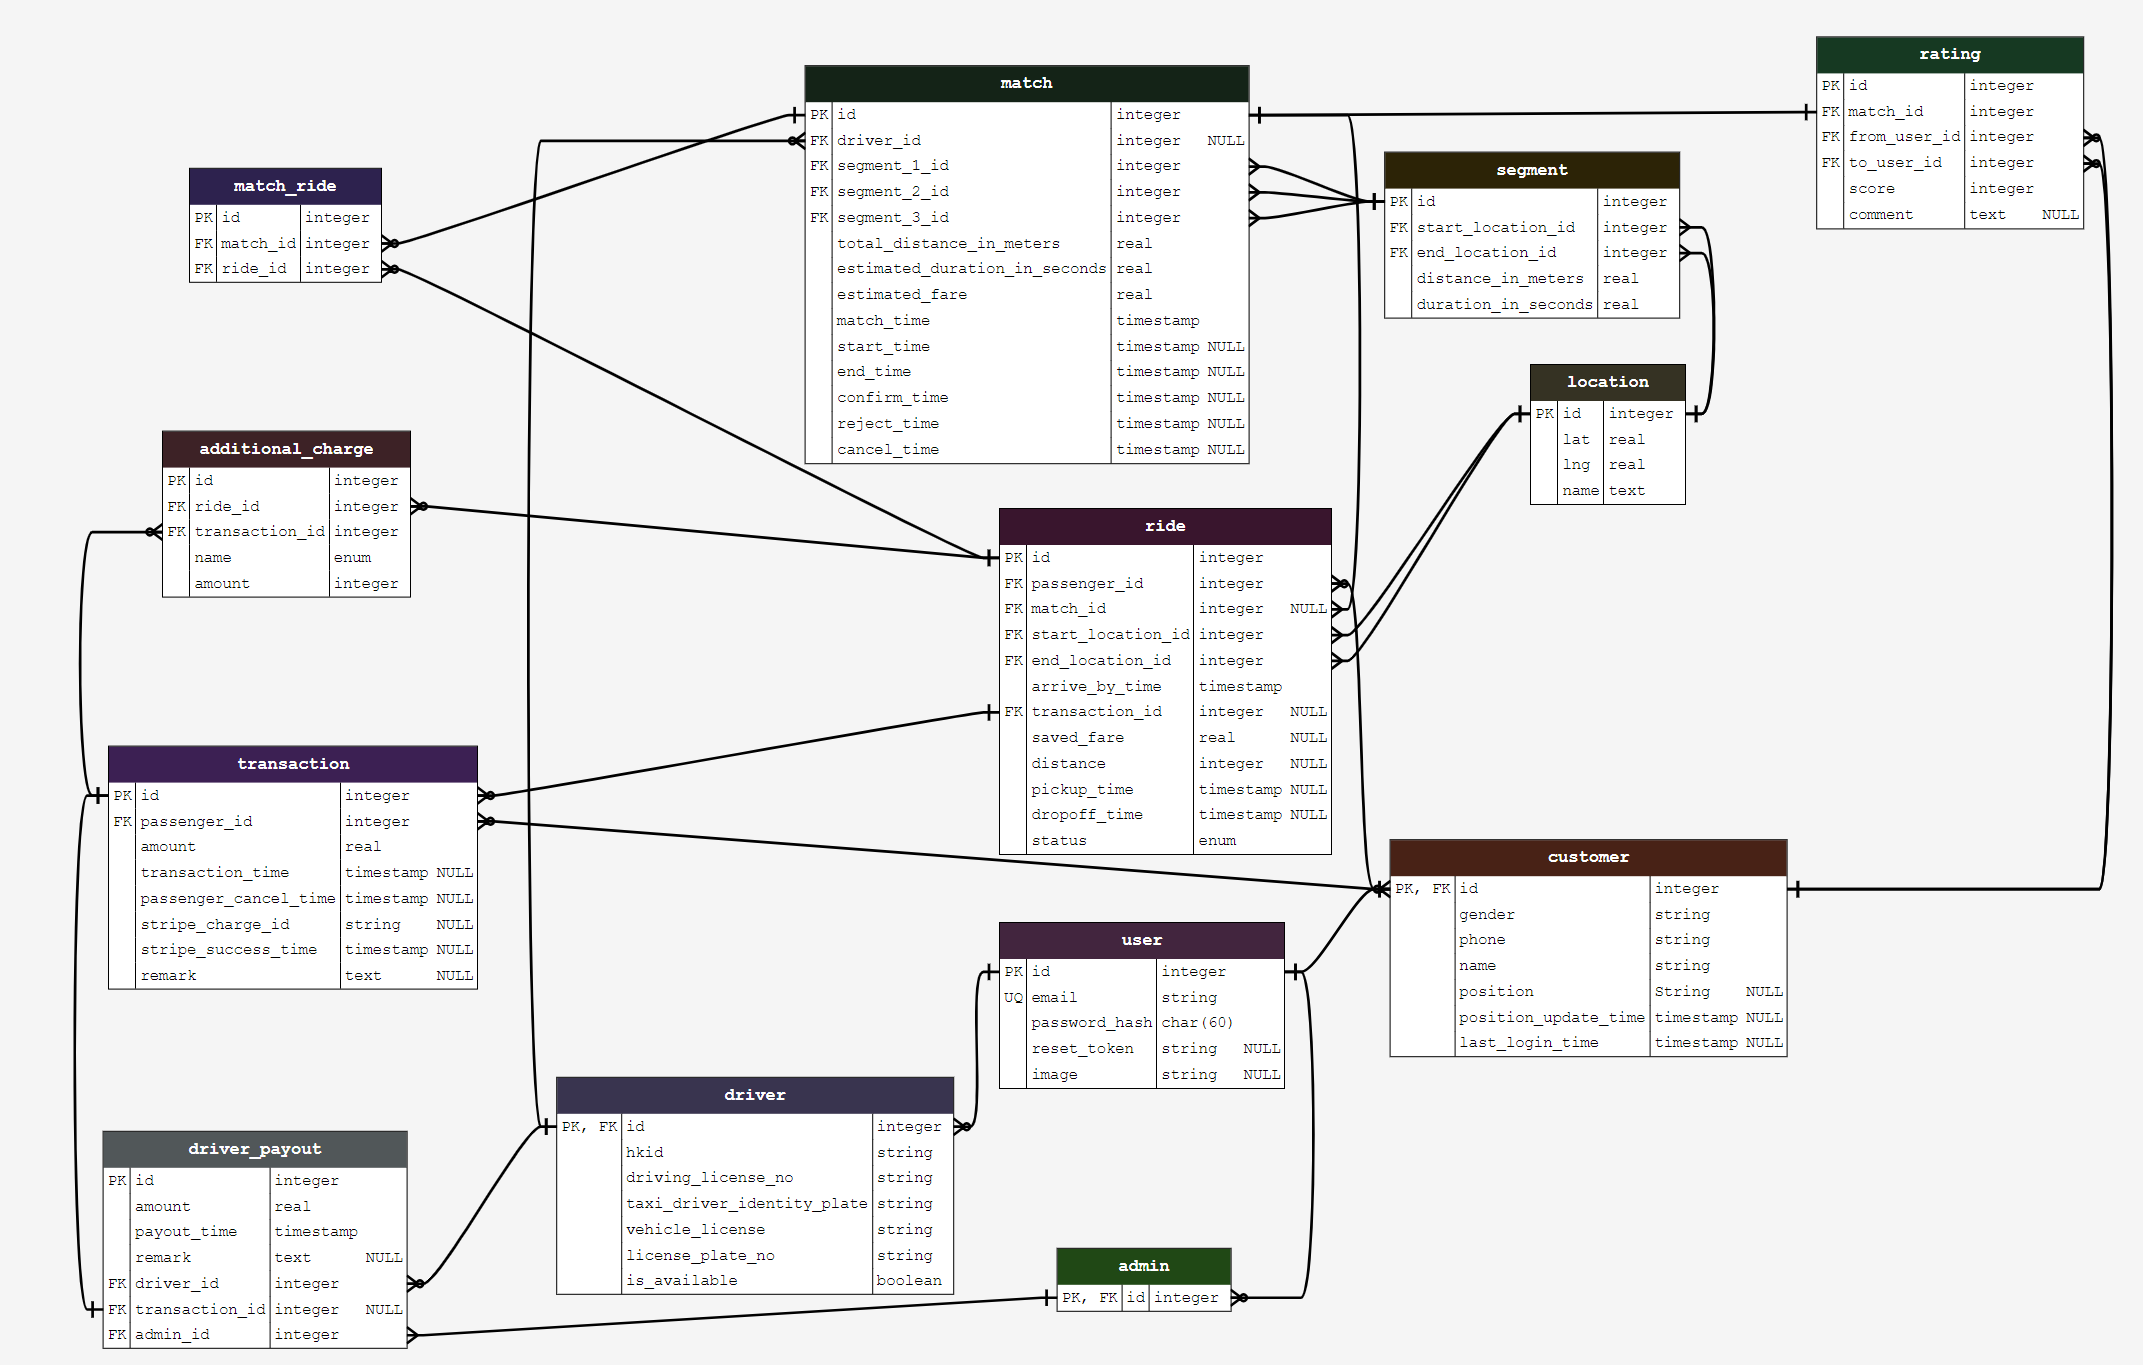 rating
PK id integer
FK match_id integer
FK from_user_id integer
FK to_user_id integer
score integer
comment text NULL
match
PK id integer
FK driver_id integer NULL
FK segment_1_id integer
FK segment_2_id integer
FK segment_3_id integer
total_distance_in_meters real
estimated_duration_in_seconds real
estimated_fare real
match_time timestamp
start_time timestamp NULL
end_time timestamp NULL
confirm_time timestamp NULL
reject_time timestamp NULL
cancel_time timestamp NULL
segment
PK id integer
FK start_location_id integer
FK end_location_id integer
distance_in_meters real
duration_in_seconds real
match_ride
PK id integer
FK match_id integer
FK ride_id integer
location
PK id integer
lat real
lng real
name text
additional_charge
PK id integer
FK ride_id integer
FK transaction_id integer
name enum
amount integer
ride
PK id integer
FK passenger_id integer
FK match_id integer NULL
FK start_location_id integer
FK end_location_id integer
arrive_by_time timestamp
FK transaction_id integer NULL
saved_fare real NULL
distance integer NULL
pickup_time timestamp NULL
dropoff_time timestamp NULL
status enum
transaction
PK id integer
FK passenger_id integer
amount real
transaction_time timestamp NULL
passenger_cancel_time timestamp NULL
stripe_charge_id string NULL
stripe_success_time timestamp NULL
remark text NULL
customer
PK, FK id integer
gender string
phone string
name string
position String NULL
position_update_time timestamp NULL
last_login_time timestamp NULL
user
PK id integer
UQ email string
password_hash char(60)
reset_token string NULL
image string NULL
driver
PK, FK id integer
hkid string
driving_license_no string
taxi_driver_identity_plate string
vehicle_license string
license_plate_no string
is_available boolean
driver_payout
PK id integer
amount real
payout_time timestamp
remark text NULL
FK driver_id integer
FK transaction_id integer NULL
FK admin_id integer
admin
PK, FK id integer